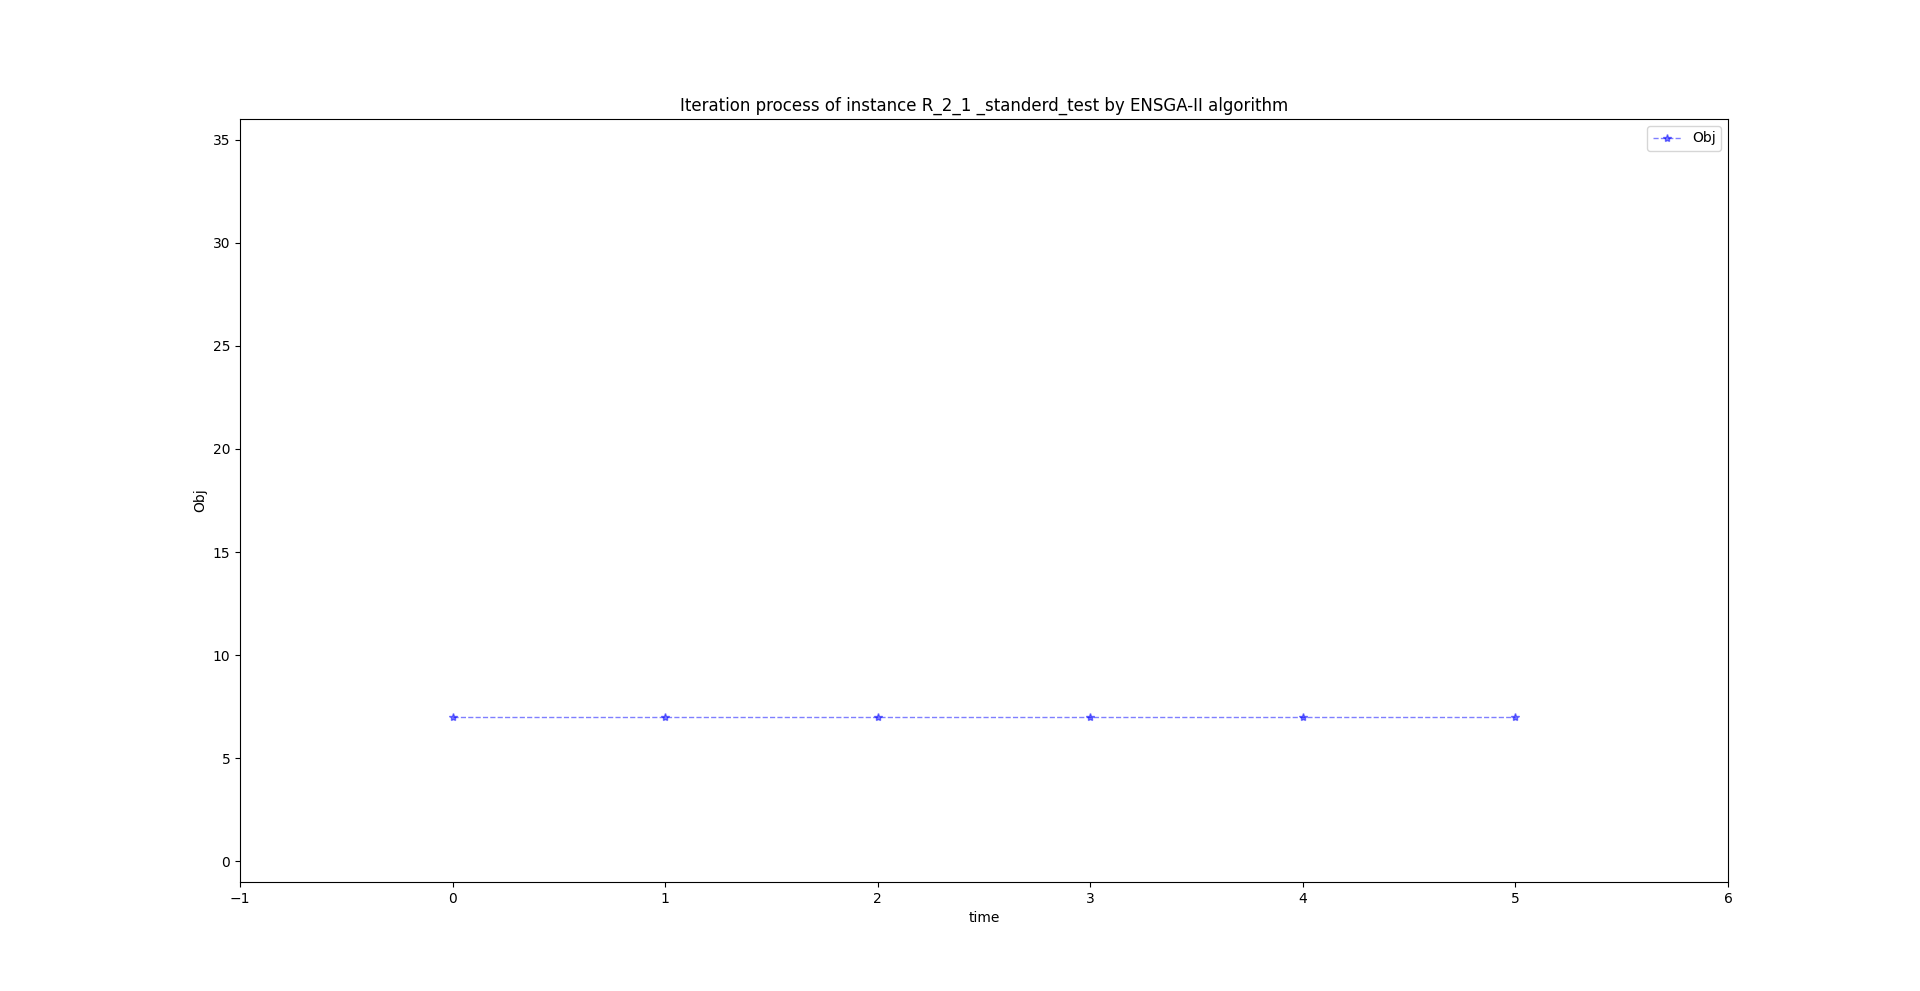 Iteration process of instance R_2_1 _standerd_test by ENSGA-II algorithm
Obj
35
30
25
20
15
10
5
0
Obj
−1 0 1 2 3 4 5 6
time